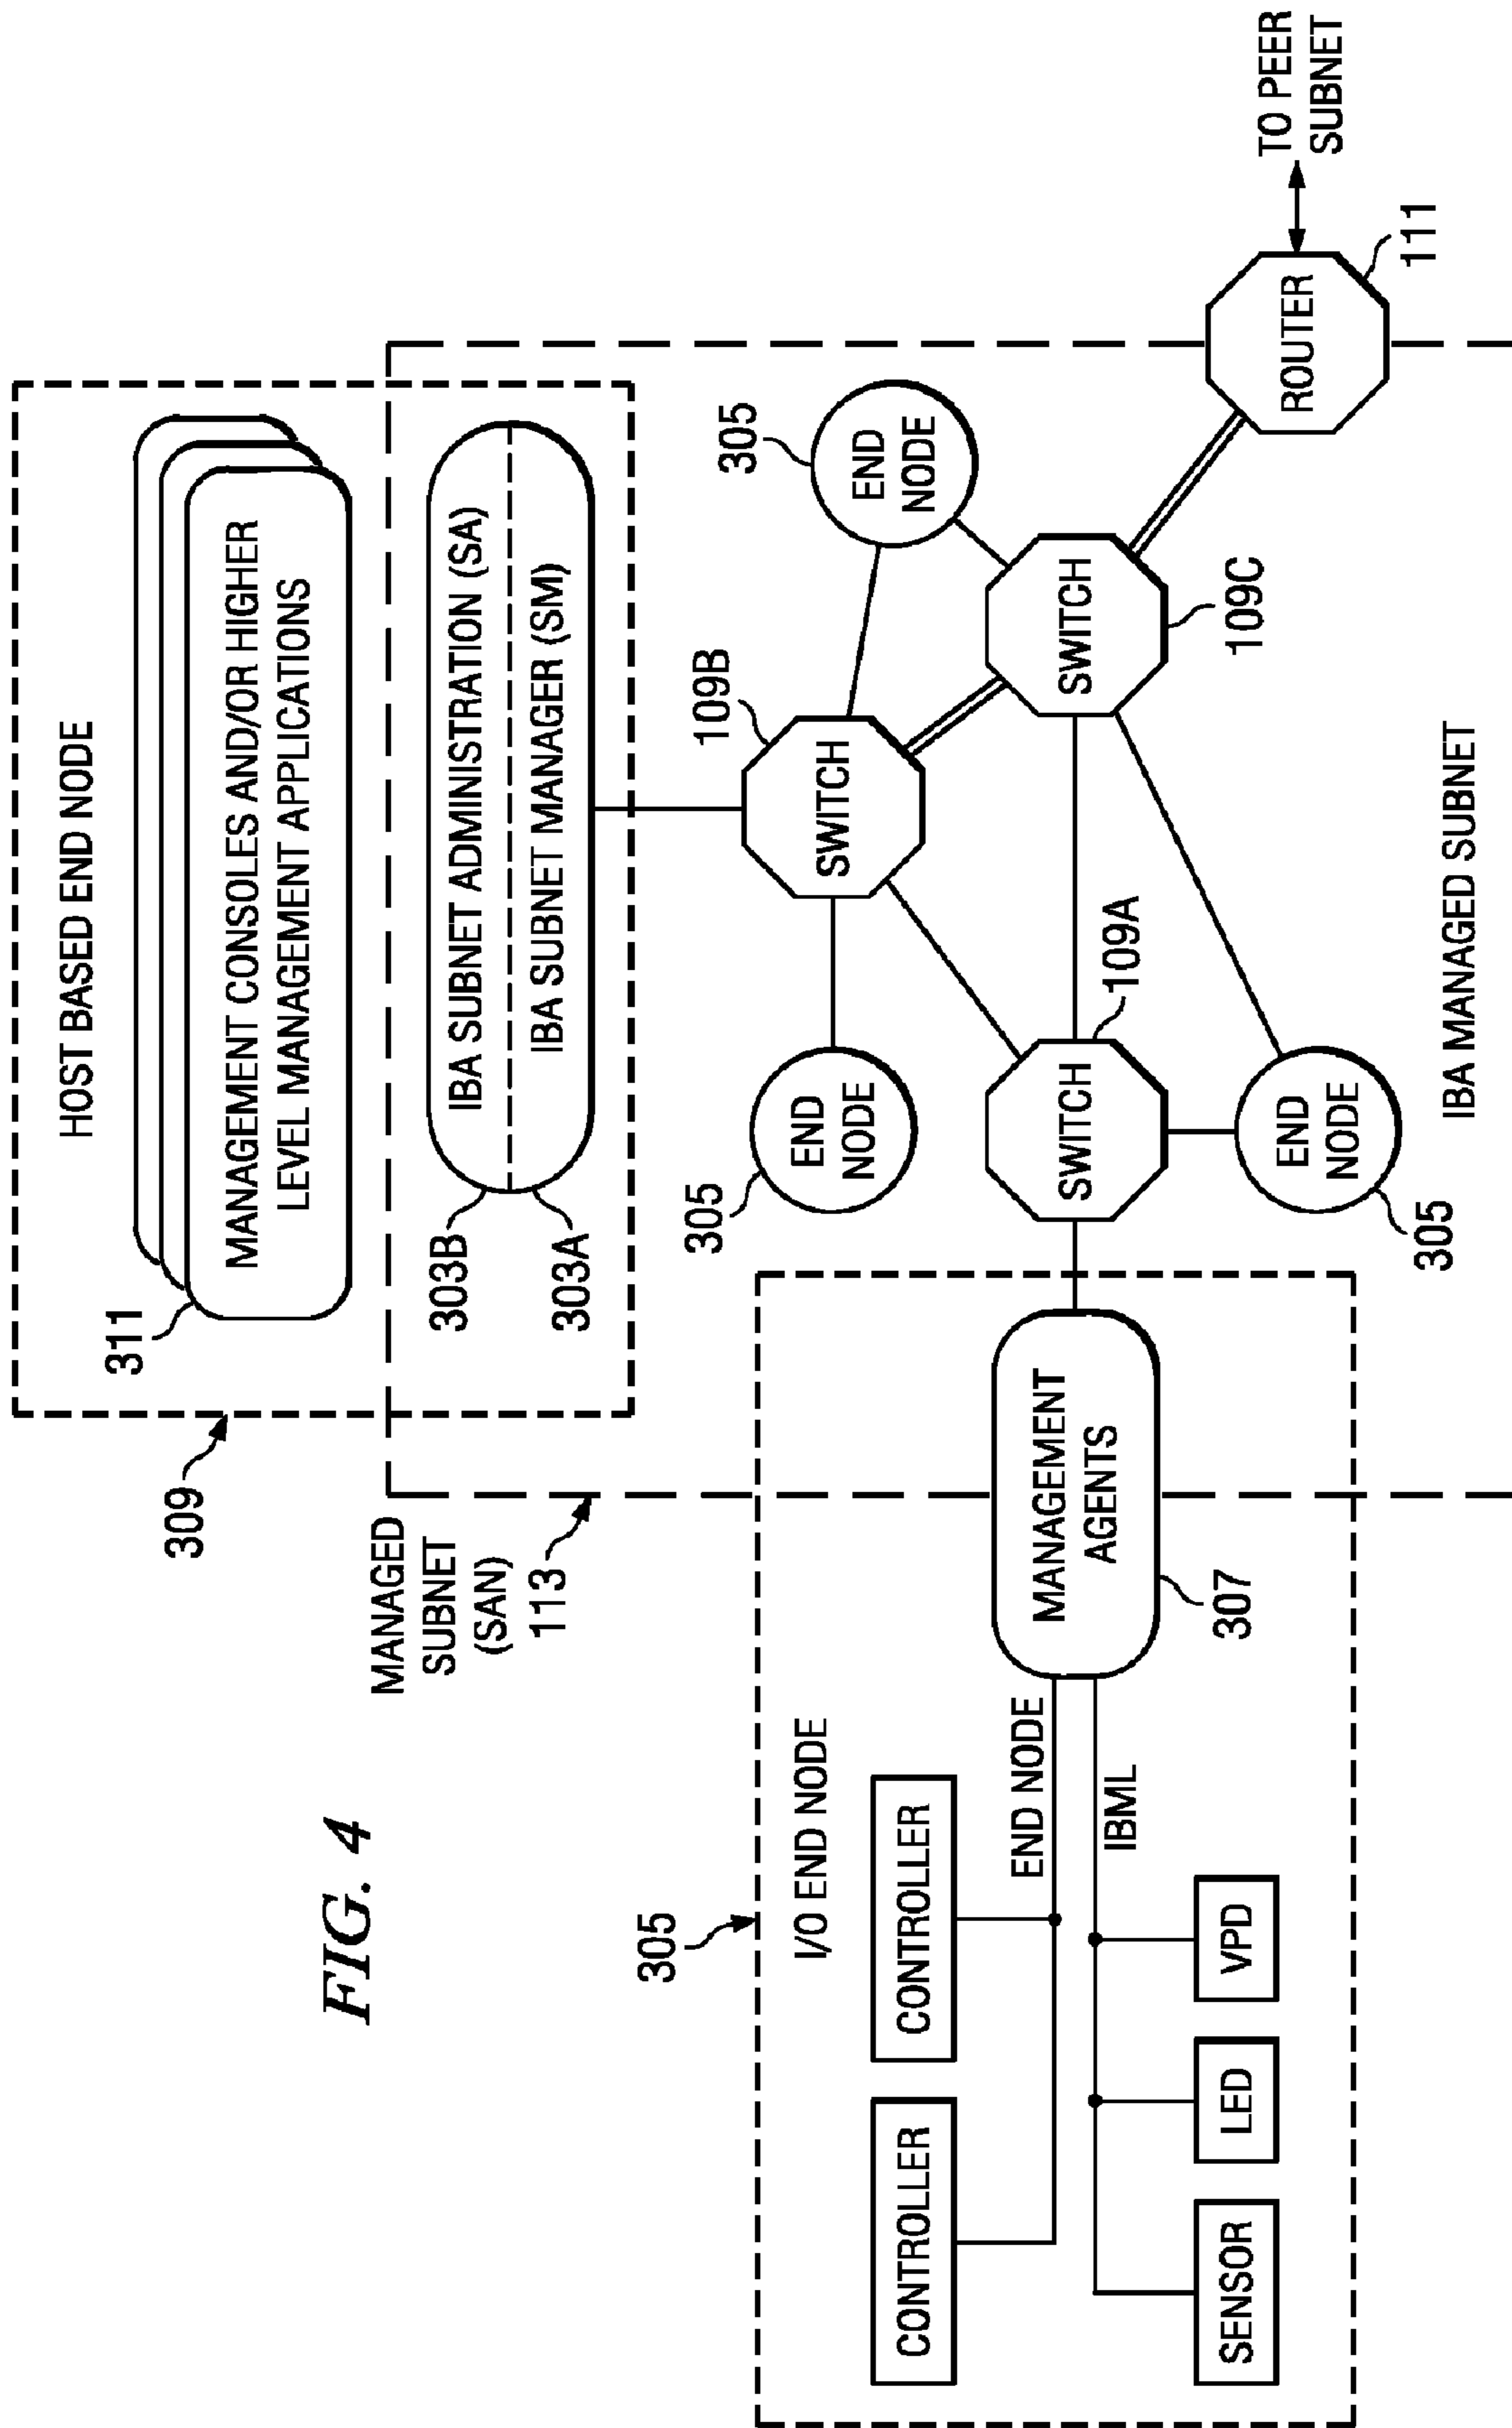 FIG. 4
309
HOST BASED END NODE
311
MANAGEMENT CONSOLES AND/OR HIGHER
LEVEL MANAGEMENT APPLICATIONS
MANAGED
SUBNET
(SAN)
113
303B
303A
IBA SUBNET ADMINISTRATION (SA)
IBA SUBNET MANAGER (SM)
305
I/O END NODE
CONTROLLER
CONTROLLER
END NODE
IBML
SENSOR
LED
VPD
MANAGEMENT
AGENTS
307
305
END
NODE
SWITCH
109B
305
END
NODE
SWITCH
109A
SWITCH
109C
305
END
NODE
ROUTER
111
TO PEER
SUBNET
IBA MANAGED SUBNET